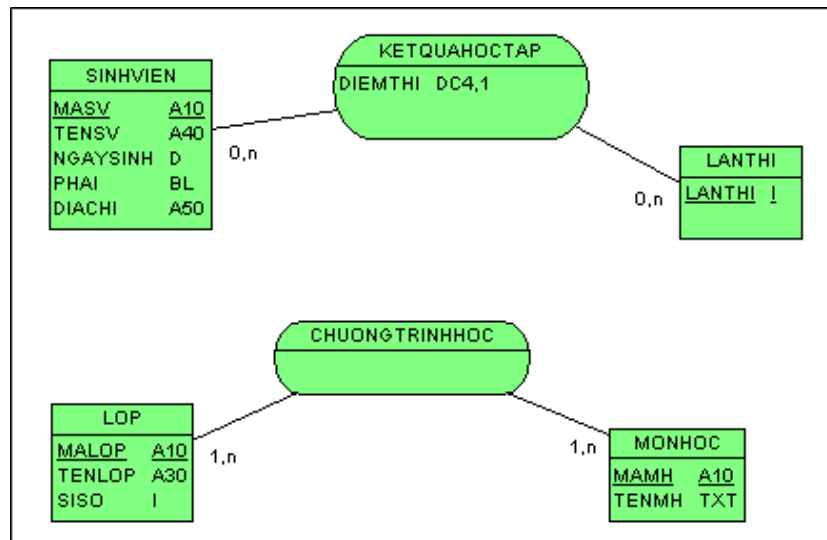 KETQUAHOCTAP
DIEMTHI DC4,1
SINHVIEN
MASV A10
TENSV A40
NGAYSINH D
PHAI BL
DIACHI A50
0,n
LANTHI
LANTHI I
0,n
CHUONGTRINHHOC
LOP
MALOP A10
TENLOP A30
SISO I
1,n
MONHOC
MAMH A10
TENMH TXT
1,n